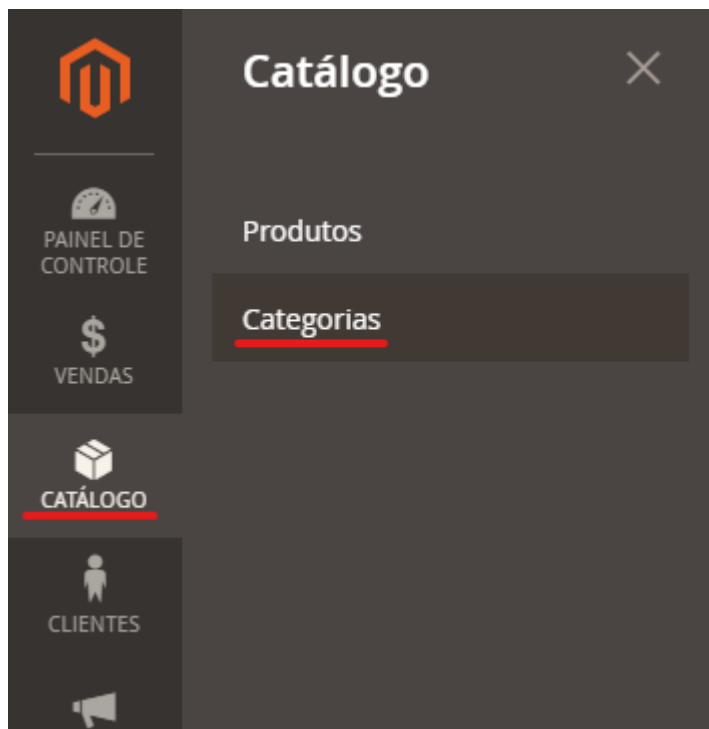 Catálogo
PAINEL DE
CONTROLE
VENDAS
CATÁLOGO
CLIENTES
Produtos
Categorias